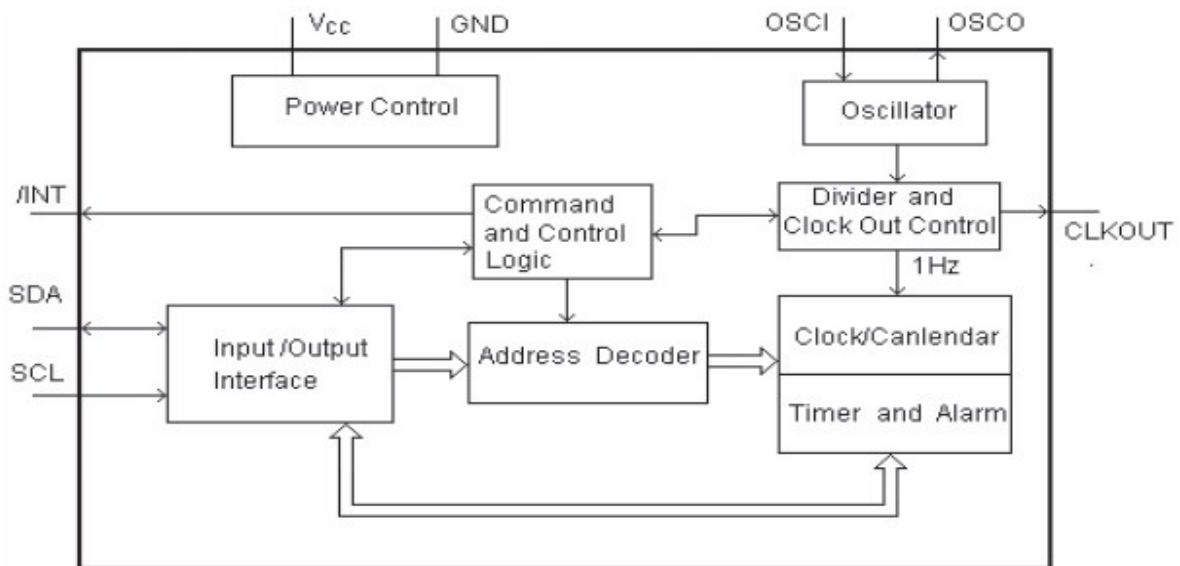 VCC GND OSCI OSCO
Power Control
Oscillator
/INT
Command
and Control
Logic
Divider and
Clock Out Control
CLKOUT
1Hz
SDA
SCL
Input /Output
Interface
Address Decoder
Clock/Canlendar
Timer and Alarm